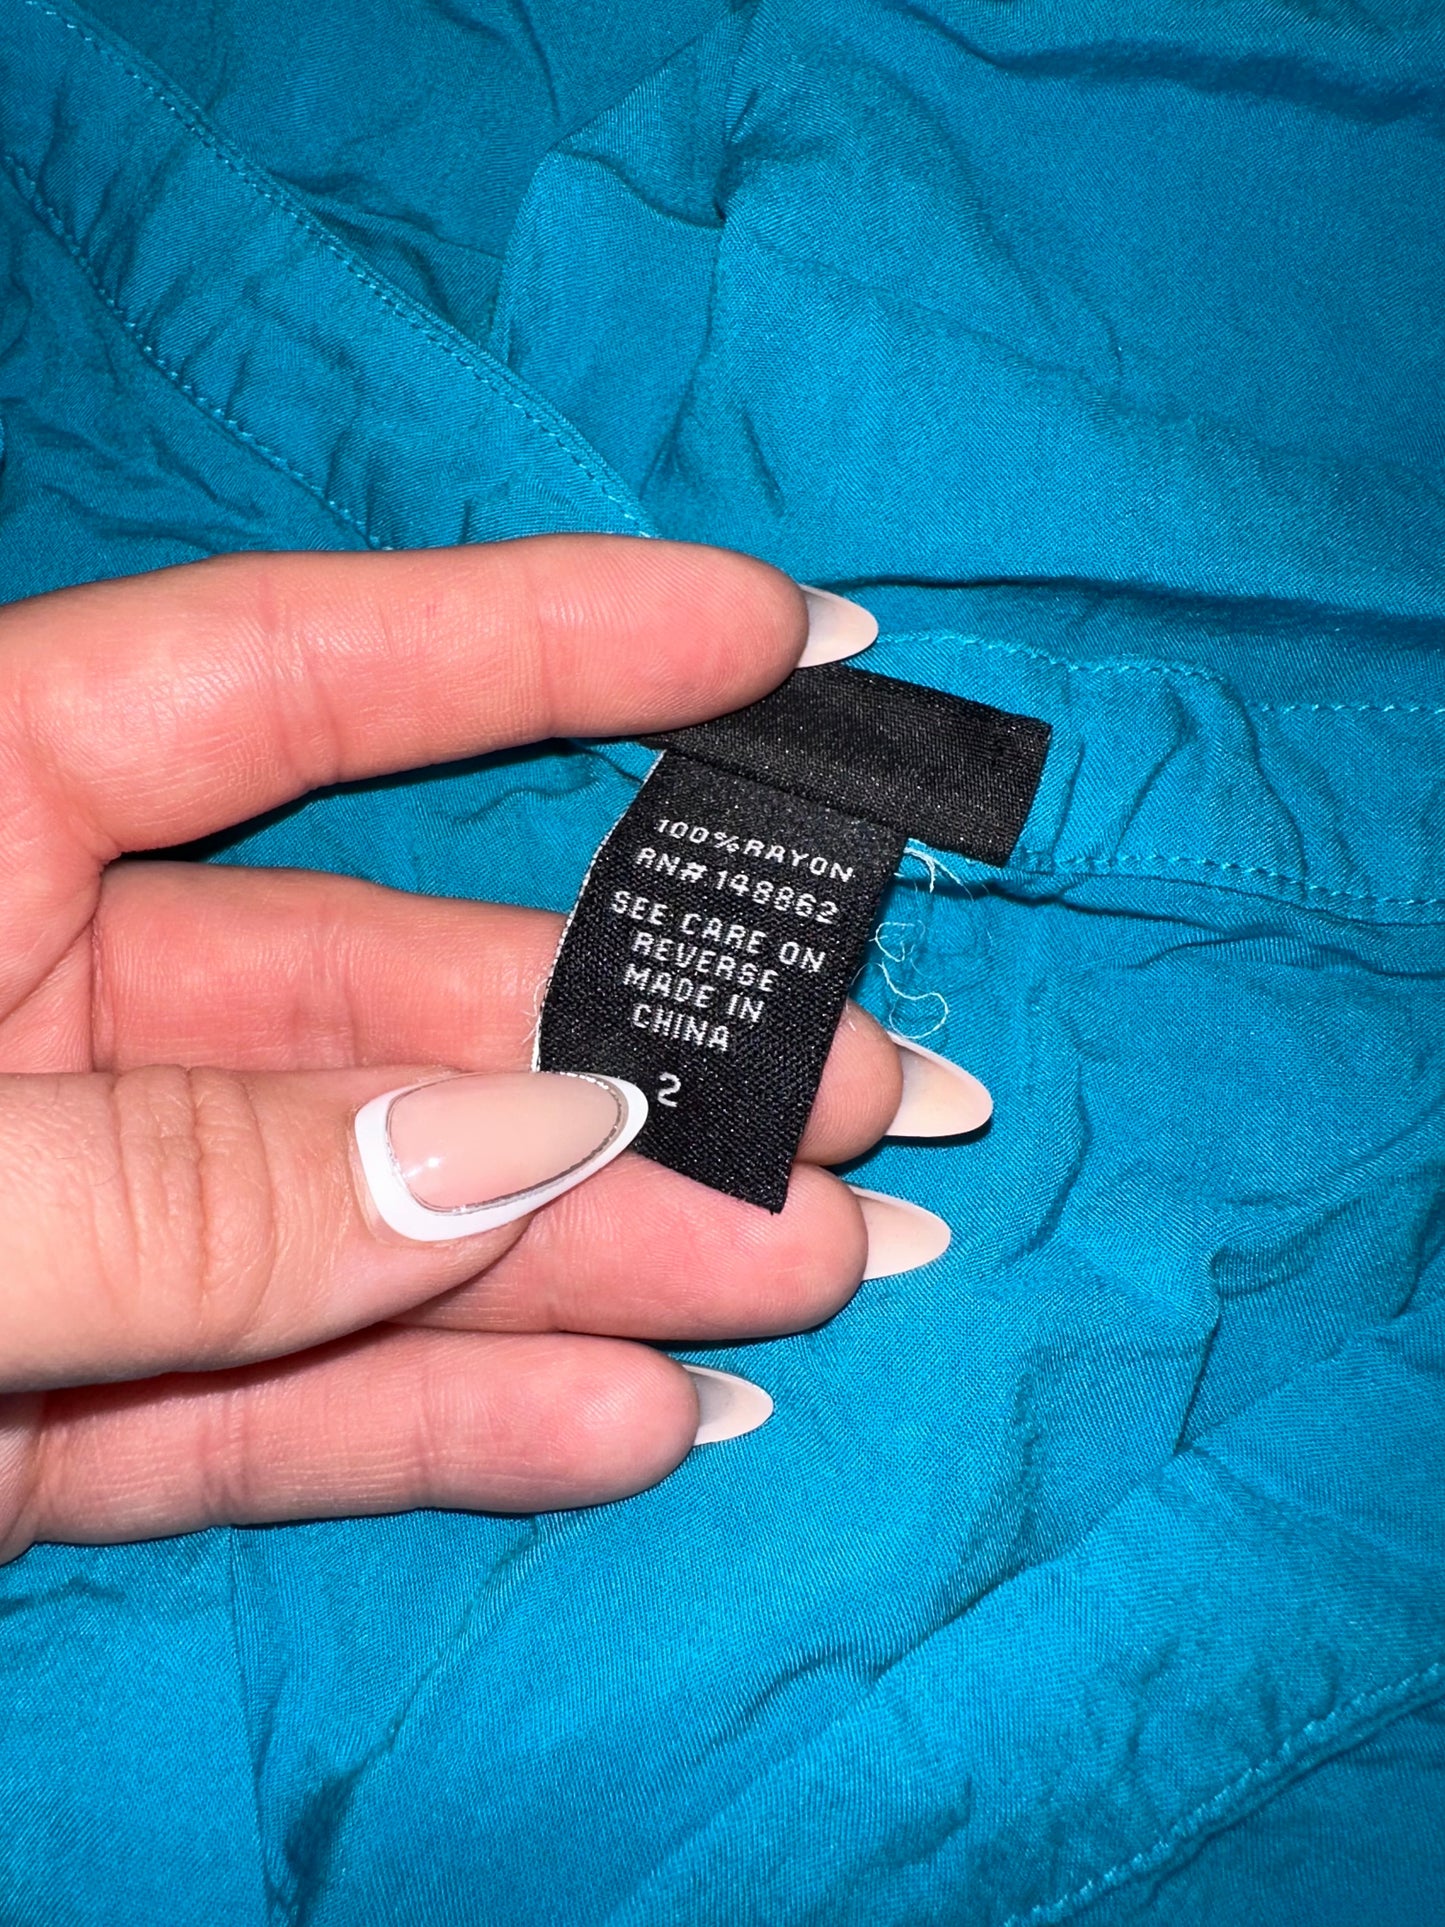 100% RAYON
RN# 148862
SEE CARE ON
REVERSE
MADE IN
CHINA
2